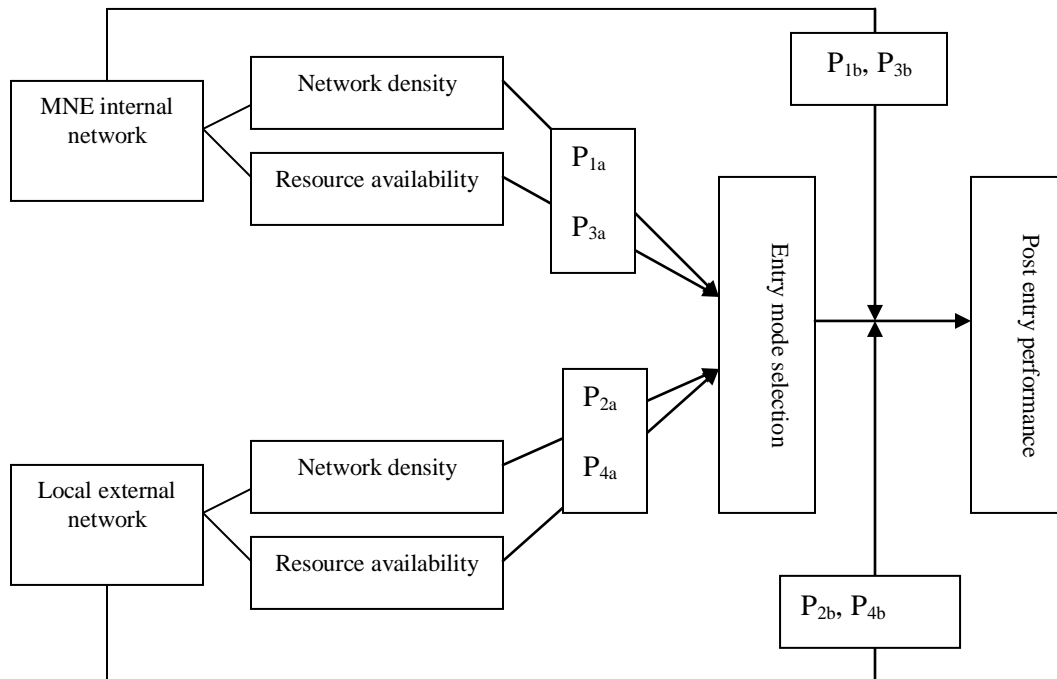 P1b, P3b
Network density
MNE internal
network
P1a
Resource availability
P3a
Entry mode selection
Post entry performance
P2a
Network density
P4a
Local external
network
Resource availability
P2b, P4b